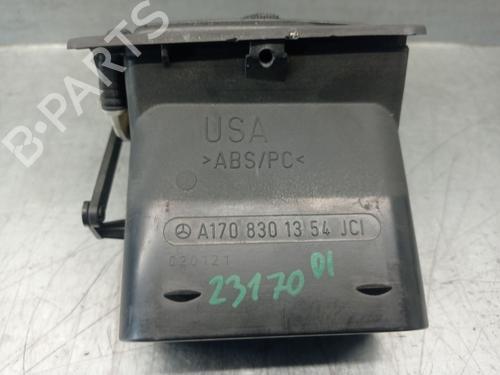 B-PARTS
USA
>ABS/PC<
A170 830 13 54 JCI
020121
23170 DI